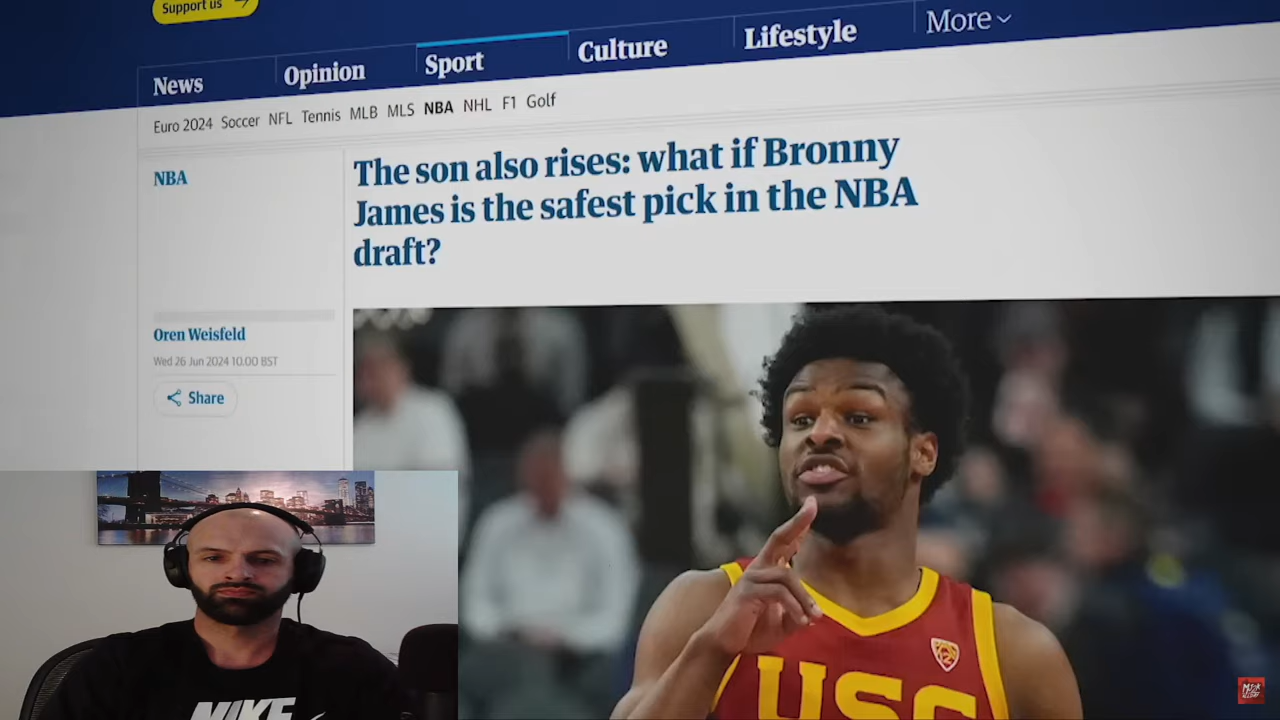 Support us
News
Opinion
Sport
Culture
Lifestyle
More
Euro 2024 Soccer NFL Tennis MLB MLS NBA NHL F1 Golf
NBA
The son also rises: what if Bronny
James is the safest pick in the NBA
draft?
Oren Weisfeld
Wed 26 Jun 2024 10.00 BST
Share
NIKE
USC